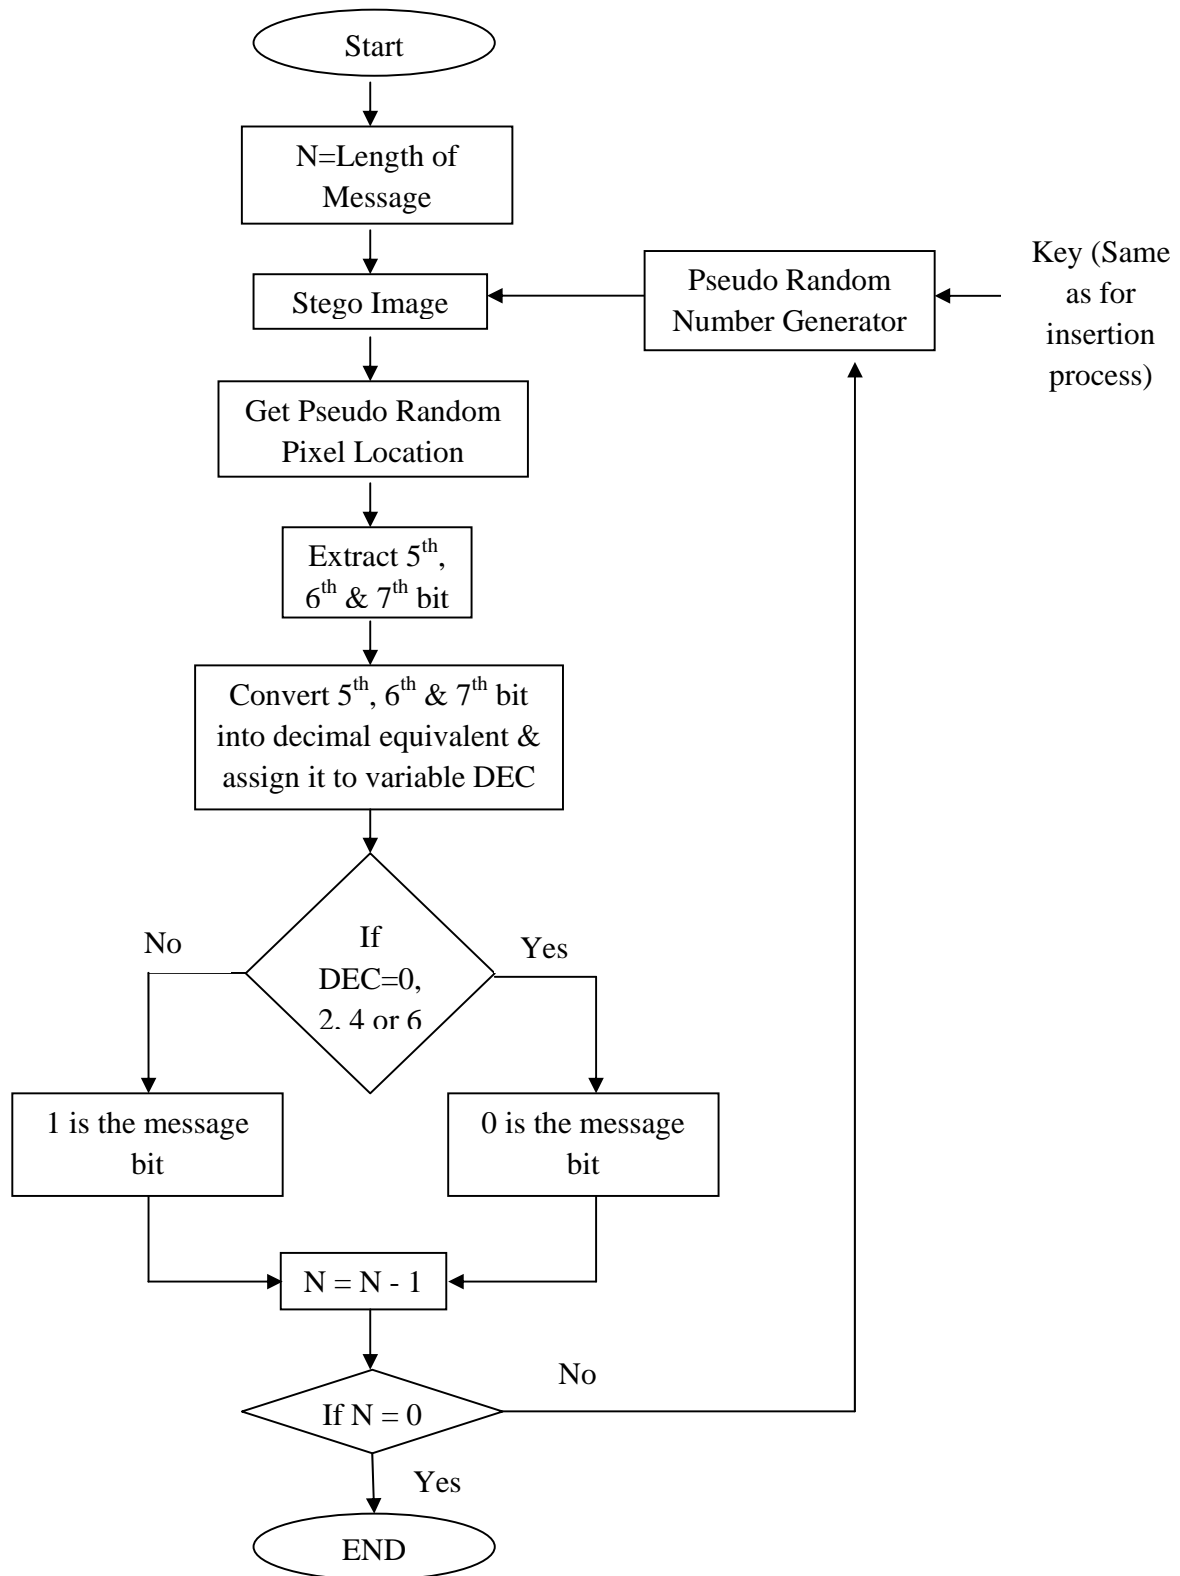 Start
N=Length of
Message
Stego Image
Pseudo Random
Number Generator
Key (Same
as for
insertion
process)
Get Pseudo Random
Pixel Location
Extract 5th,
6th & 7th bit
Convert 5th, 6th & 7th bit
into decimal equivalent &
assign it to variable DEC
If
DEC=0,
2, 4 or 6
No
Yes
1 is the message
bit
0 is the message
bit
N = N - 1
If N = 0
No
Yes
END